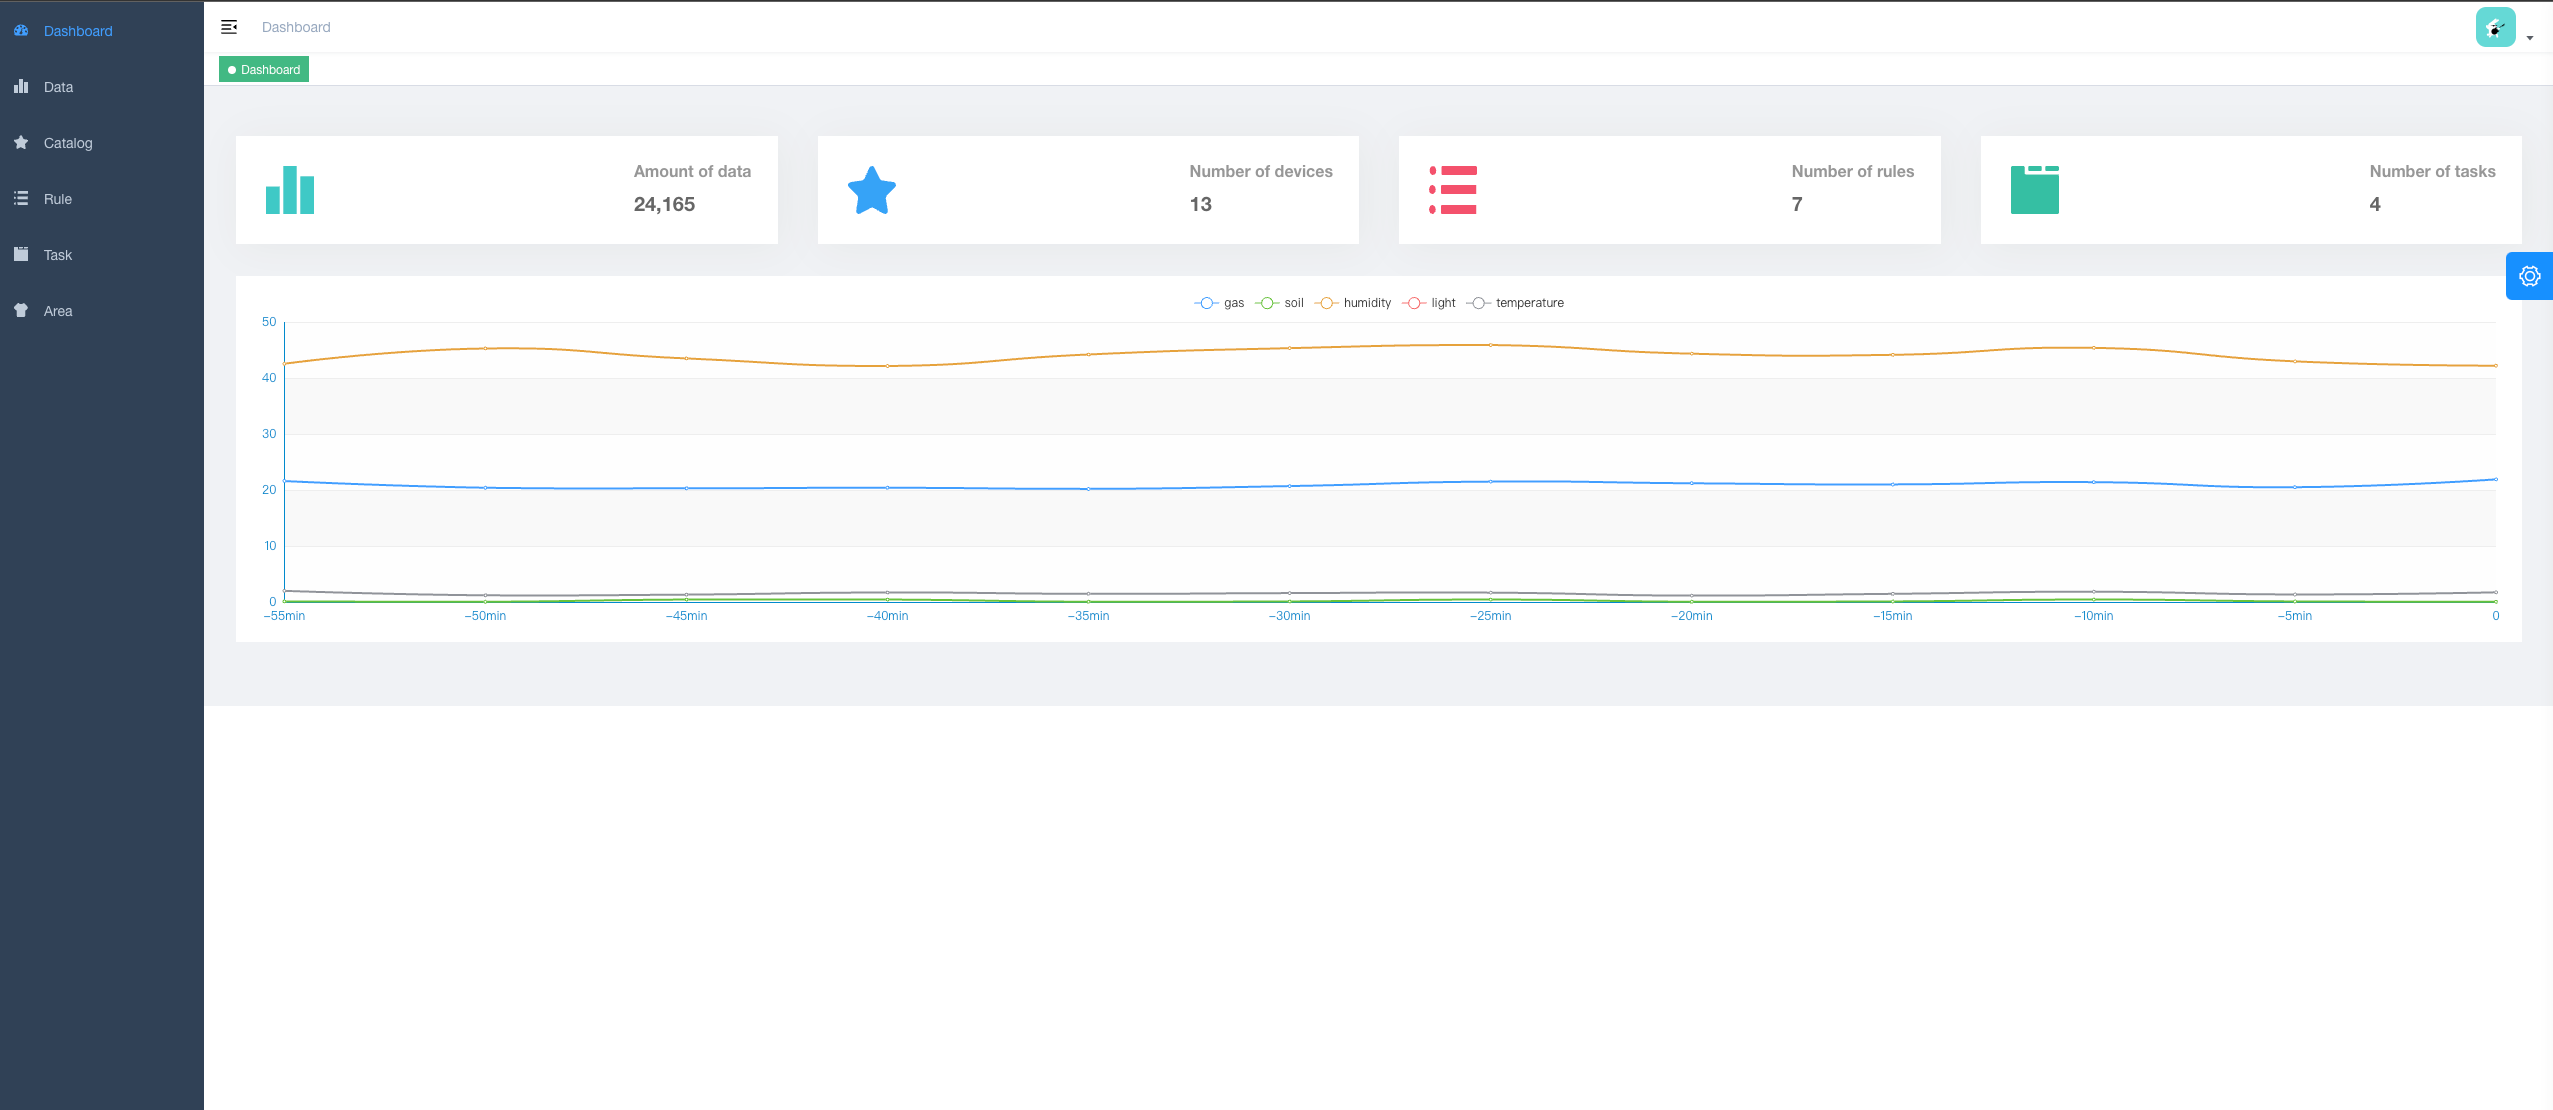 Dashboard
Data
Catalog
Rule
Task
Area
Dashboard
Dashboard
Amount of data
24,165
Number of devices
13
Number of rules
7
Number of tasks
4
gas soil humidity light temperature
50
40
30
20
10
0
-55min -50min -45min -40min -35min -30min -25min -20min -15min -10min -5min 0